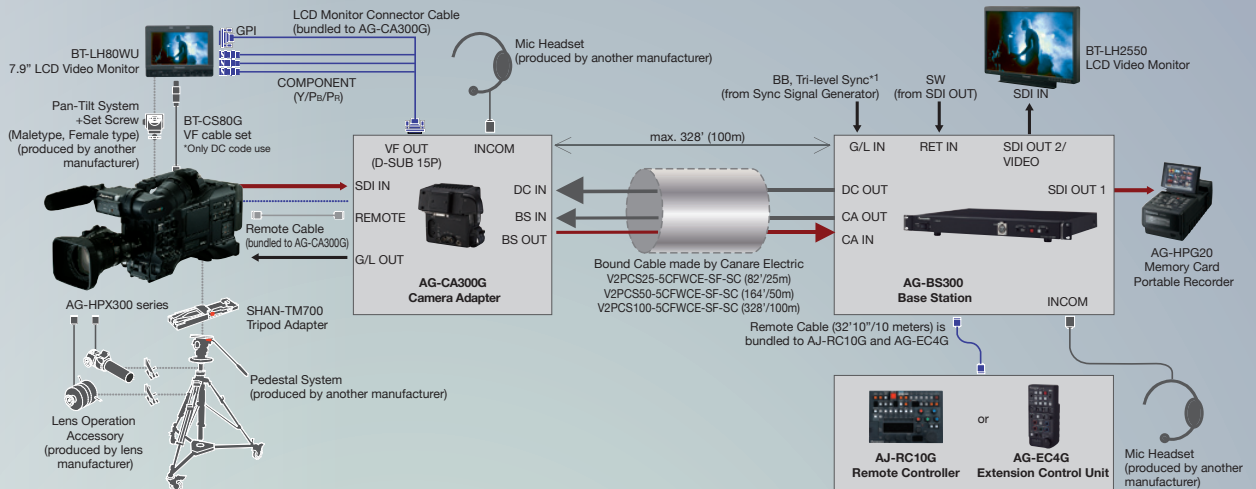 GPI
LCD Monitor Connector Cable
(bundled to AG-CA300G)
BT-LH80WU
7.9" LCD Video Monitor
COMPONENT
(Y/PB/PR)
Mic Headset
(produced by another manufacturer)
Pan-Tilt System
+Set Screw
(Maletype, Female type)
(produced by another
manufacturer)
BT-CS80G
VF cable set
*Only DC code use
BB, Tri-level Sync*1
(from Sync Signal Generator)
SW
(from SDI OUT)
SDI IN
BT-LH2550
LCD Video Monitor
VF OUT
(D-SUB 15P)
INCOM
SDI IN
REMOTE
G/L OUT
DC IN
BS IN
BS OUT
AG-CA300G
Camera Adapter
Remote Cable
(bundled to AG-CA300G)
max. 328' (100m)
Bound Cable made by Canare Electric
V2PCS25-5CFWCE-SF-SC (82'/25m)
V2PCS50-5CFWCE-SF-SC (164'/50m)
V2PCS100-5CFWCE-SF-SC (328'/100m)
G/L IN
RET IN
SDI OUT 2/
VIDEO
DC OUT
CA OUT
CA IN
SDI OUT 1
AG-BS300
Base Station
INCOM
AG-HPG20
Memory Card
Portable Recorder
AG-HPX300 series
SHAN-TM700
Tripod Adapter
Pedestal System
(produced by another manufacturer)
Lens Operation
Accessory
(produced by lens
manufacturer)
Remote Cable (32'10"/10 meters) is
bundled to AJ-RC10G and AG-EC4G
AJ-RC10G
Remote Controller
or
AG-EC4G
Extension Control Unit
Mic Headset
(produced by another
manufacturer)